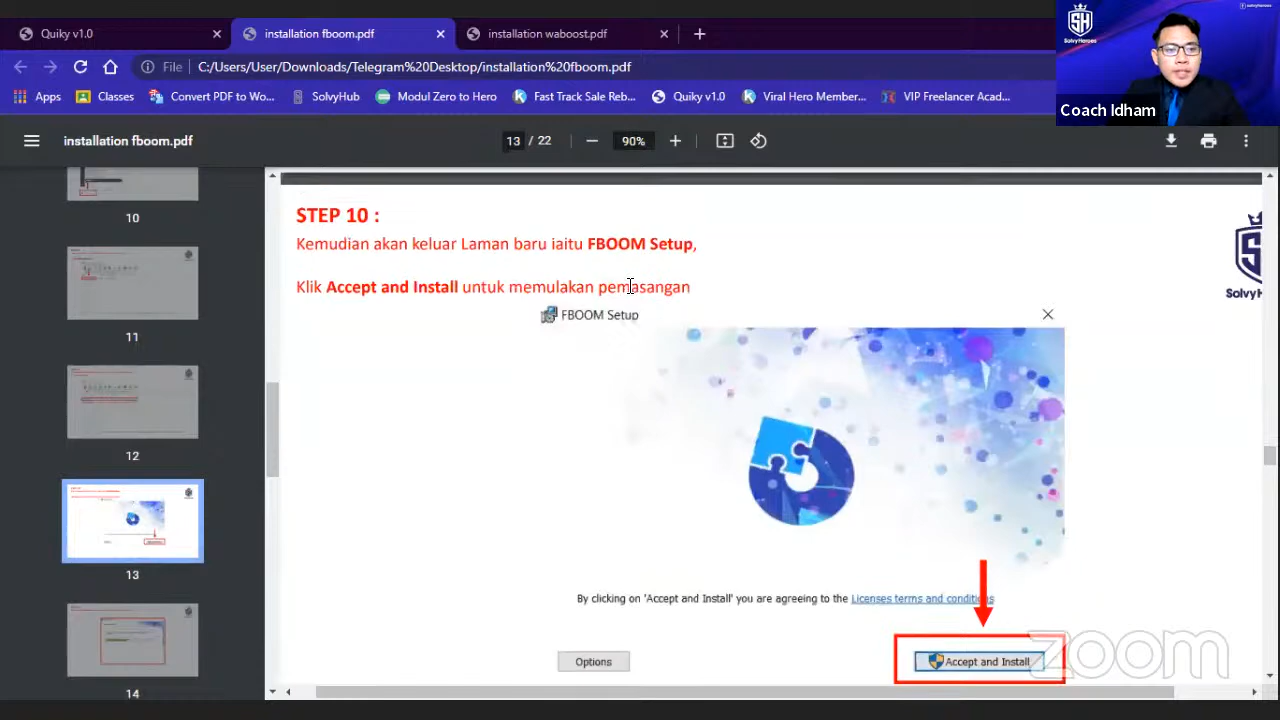 Quiky v1.0
installation fboom.pdf
installation waboost.pdf
File C:/Users/User/Downloads/Telegram%20Desktop/installation%20fboom.pdf
Apps Classes Convert PDF to Wo... SolvyHub Modul Zero to Hero Fast Track Sale Reb... Quiky v1.0 Viral Hero Member... VIP Freelancer Acad...
SH
SolvyHeroes
solvyheroes
Coach Idham
installation fboom.pdf
13 / 22
90%
10
11
12
13
14
STEP 10 :
Kemudian akan keluar Laman baru iaitu FBOOM Setup,
Klik Accept and Install untuk memulakan pemasangan
SolvyH
FBOOM Setup
By clicking on 'Accept and Install' you are agreeing to the Licenses terms and conditions
Options
Accept and Install
zoom